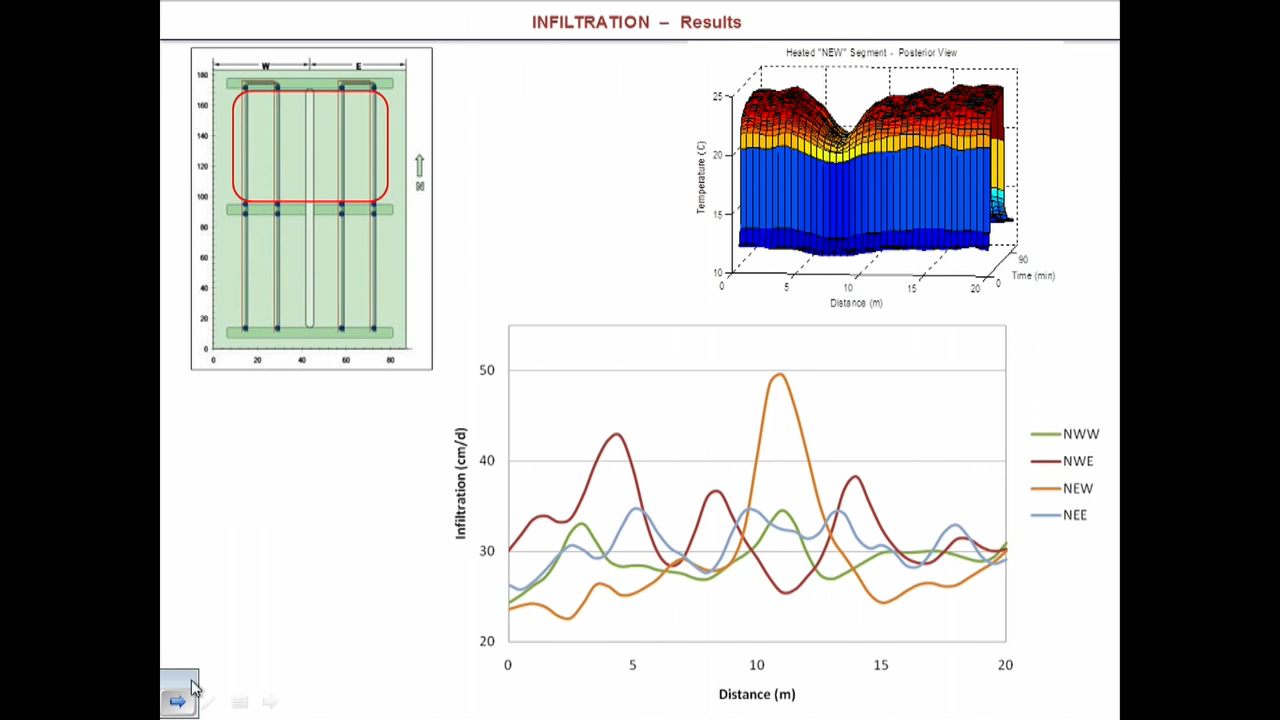 INFILTRATION – Results
W E
180
160
140
120
100
80
60
40
20
0
0 20 40 60 80
N
Heated "NEW" Segment - Posterior View
25
20
15
10
Temperature (C)
0 5 10 15 20
Distance (m)
0
90
Time (min)
50
40
30
20
Infiltration (cm/d)
0 5 10 15 20
Distance (m)
NWW
NWE
NEW
NEE